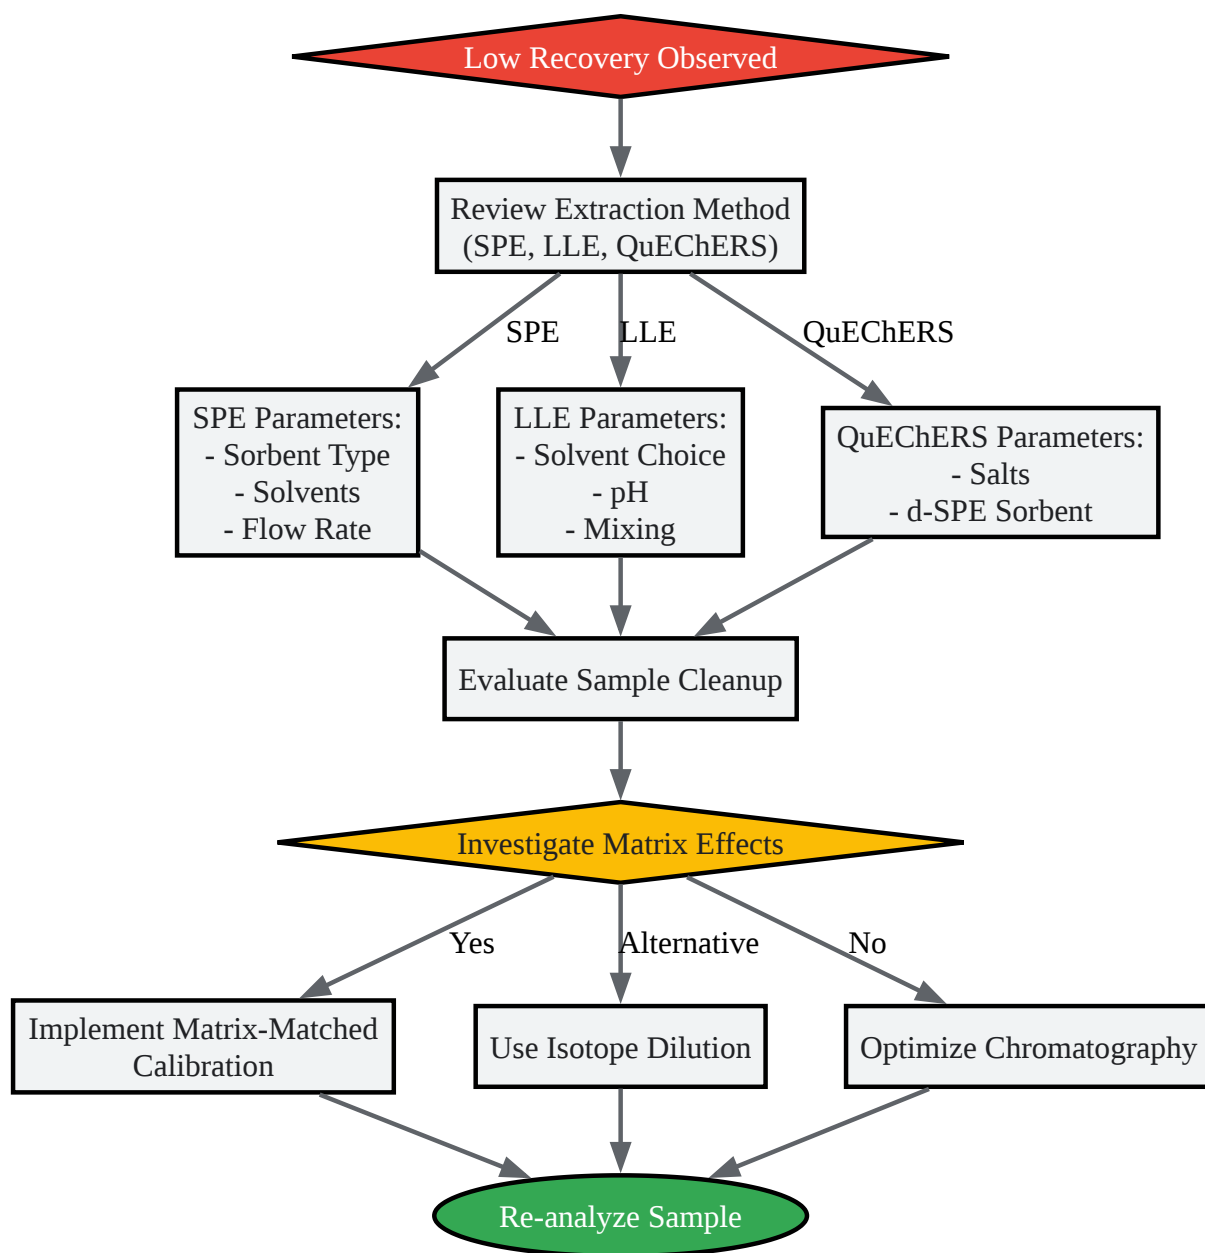 Low Recovery Observed
Review Extraction Method
(SPE, LLE, QuEChERS)
SPE
LLE
QuEChERS
SPE Parameters:
- Sorbent Type
- Solvents
- Flow Rate
LLE Parameters:
- Solvent Choice
- pH
- Mixing
QuEChERS Parameters:
- Salts
- d-SPE Sorbent
Evaluate Sample Cleanup
Investigate Matrix Effects
Yes
Alternative
No
Implement Matrix-Matched
Calibration
Use Isotope Dilution
Optimize Chromatography
Re-analyze Sample